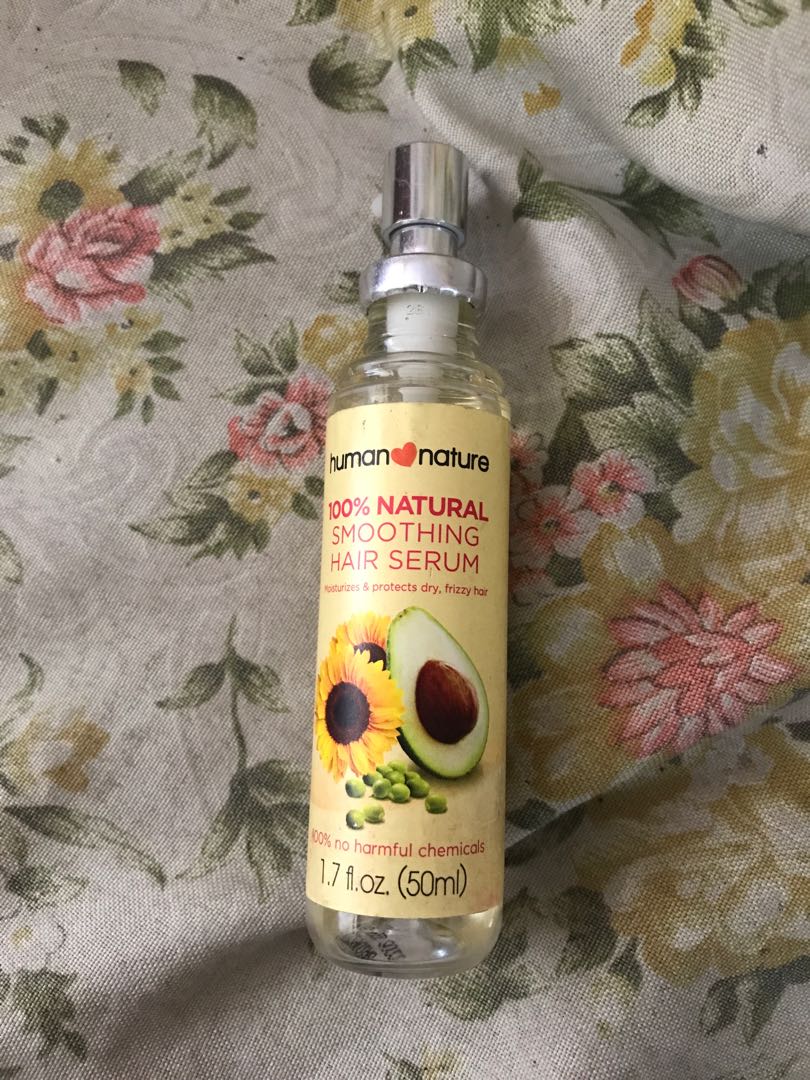 28
human nature
100% NATURAL
SMOOTHING
HAIR SERUM
Moisturizes & protects dry, frizzy hair
100% no harmful chemicals
1.7 fl.oz. (50ml)